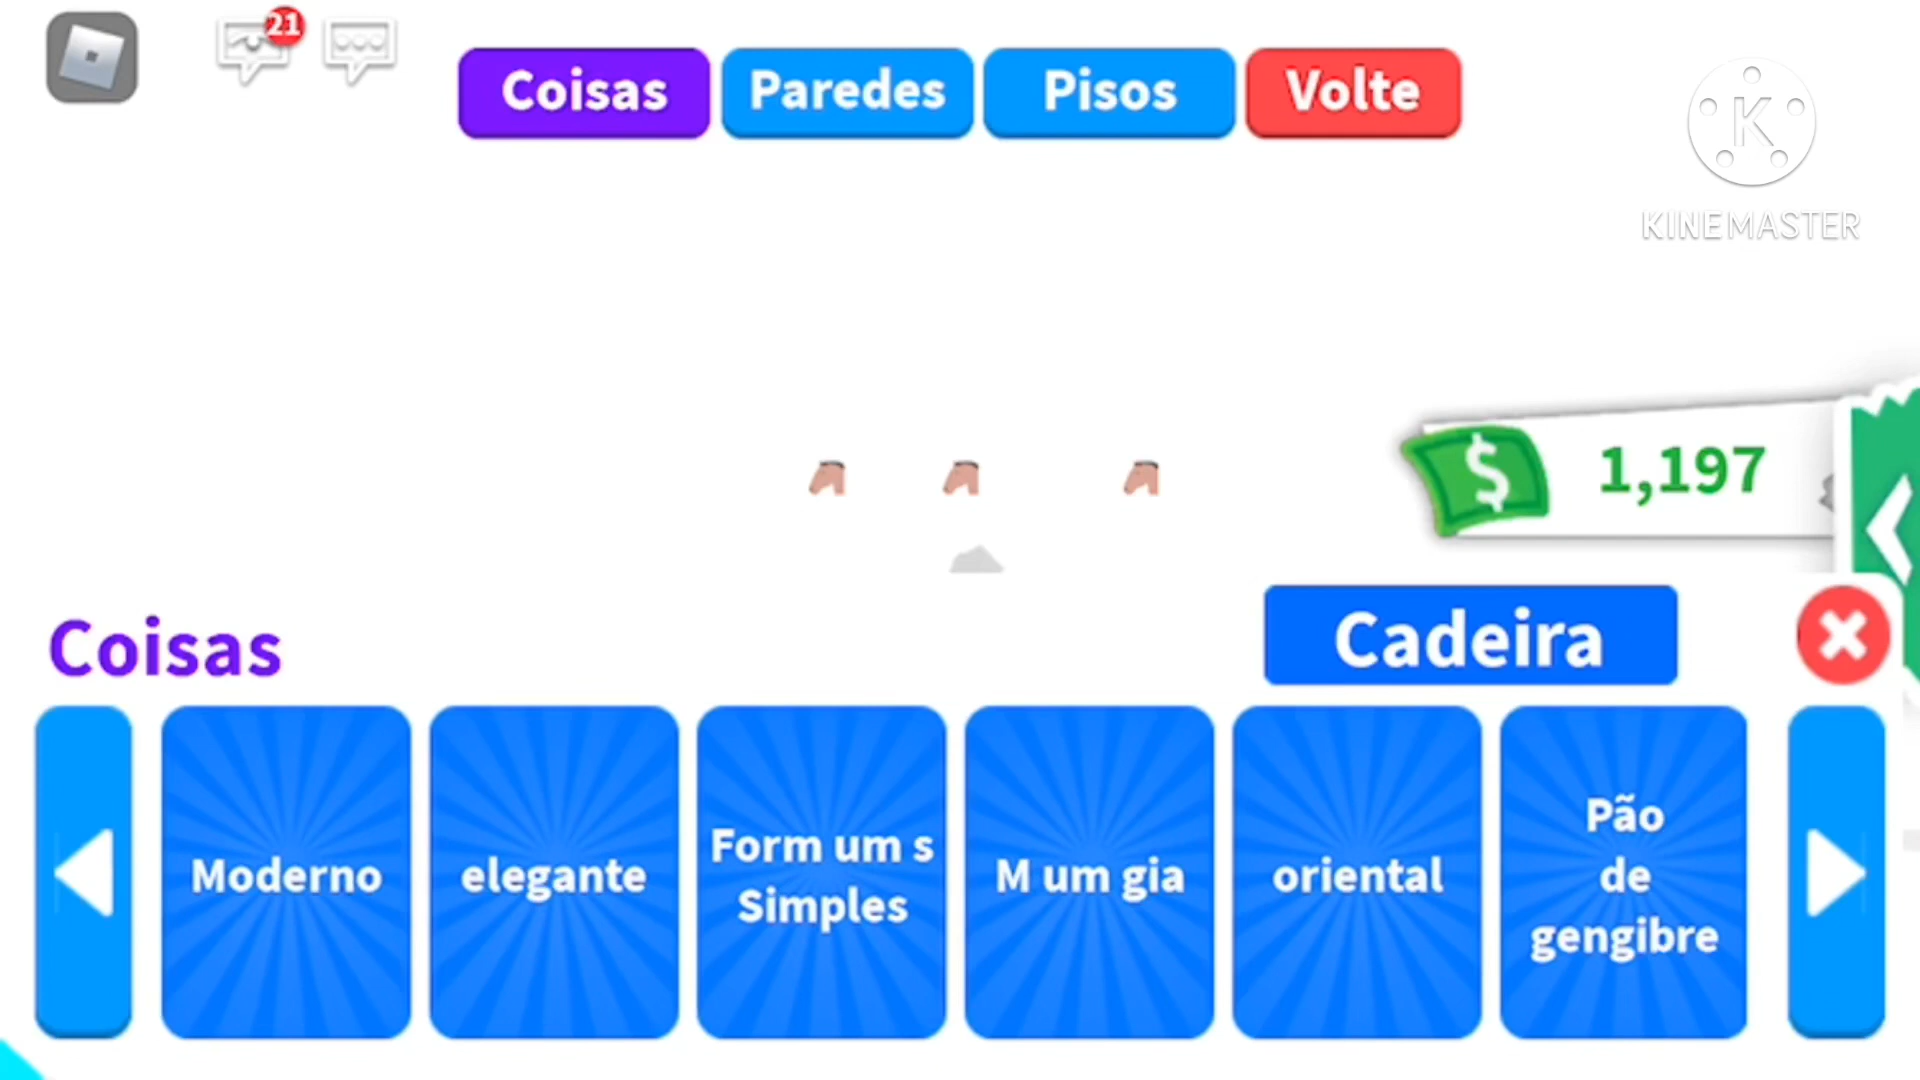 21
Coisas
Paredes
Pisos
Volte
K
KINEMASTER
$
1,197
Coisas
Cadeira
Moderno
elegante
Form um s
Simples
M um gia
oriental
Pão
de
gengibre